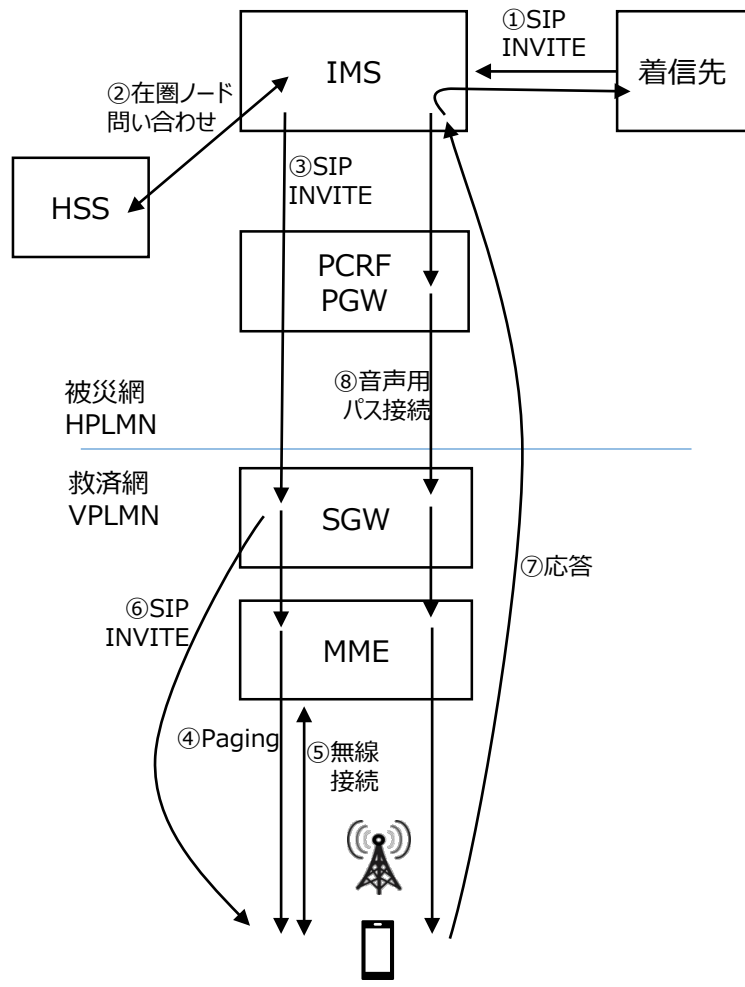 ①SIP
INVITE
IMS
着信先
②在圏ノード
問い合わせ
③SIP
INVITE
HSS
PCRF
PGW
⑧音声用
パス接続
被災網
HPLMN
救済網
VPLMN
SGW
⑦応答
⑥SIP
INVITE
MME
④Paging
⑤無線
接続